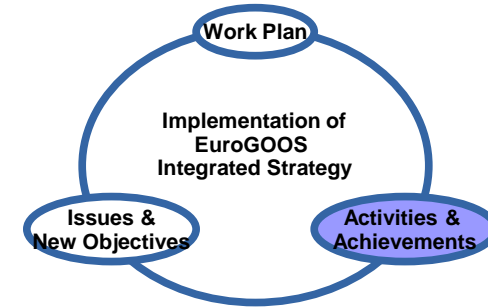 Work Plan
Implementation of
EuroGOOS
Integrated Strategy
Issues &
New Objectives
Activities &
Achievements